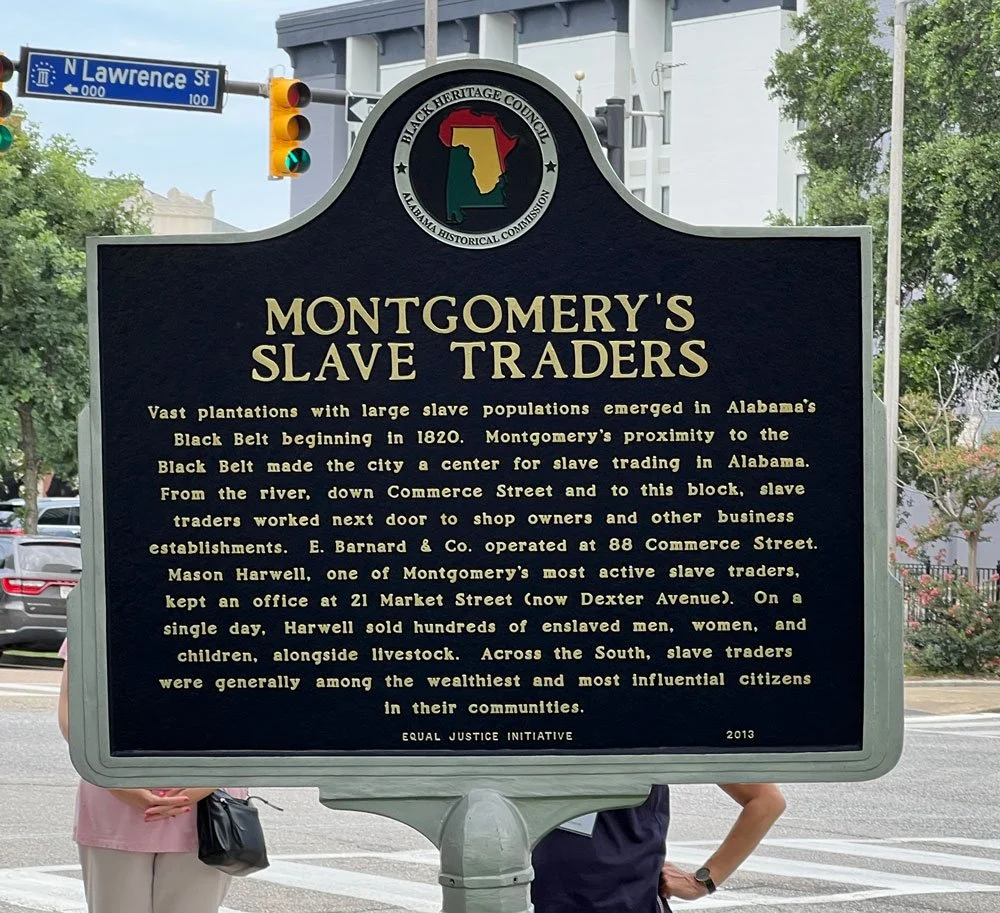 N Lawrence St
000 100
BLACK HERITAGE COUNCIL
ALABAMA HISTORICAL COMMISSION
MONTGOMERY'S
SLAVE TRADERS
Vast plantations with large slave populations emerged in Alabama's
Black Belt beginning in 1820. Montgomery's proximity to the
Black Belt made the city a center for slave trading in Alabama.
From the river, down Commerce Street and to this block, slave
traders worked next door to shop owners and other business
establishments. E. Barnard & Co. operated at 88 Commerce Street.
Mason Harwell, one of Montgomery's most active slave traders,
kept an office at 21 Market Street (now Dexter Avenue). On a
single day, Harwell sold hundreds of enslaved men, women, and
children, alongside livestock. Across the South, slave traders
were generally among the wealthiest and most influential citizens
in their communities.
EQUAL JUSTICE INITIATIVE 2013